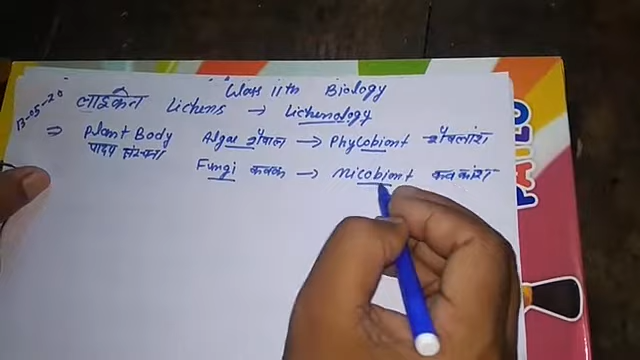 Class 11th Biology
13-05-20
लाइकेन Lichens → Lichenology
⇒ Plant Body Algae शैवाल → Phycobiont शैवलांश
पादप संरचना
Fungi कवक → Micobiont कवकांश